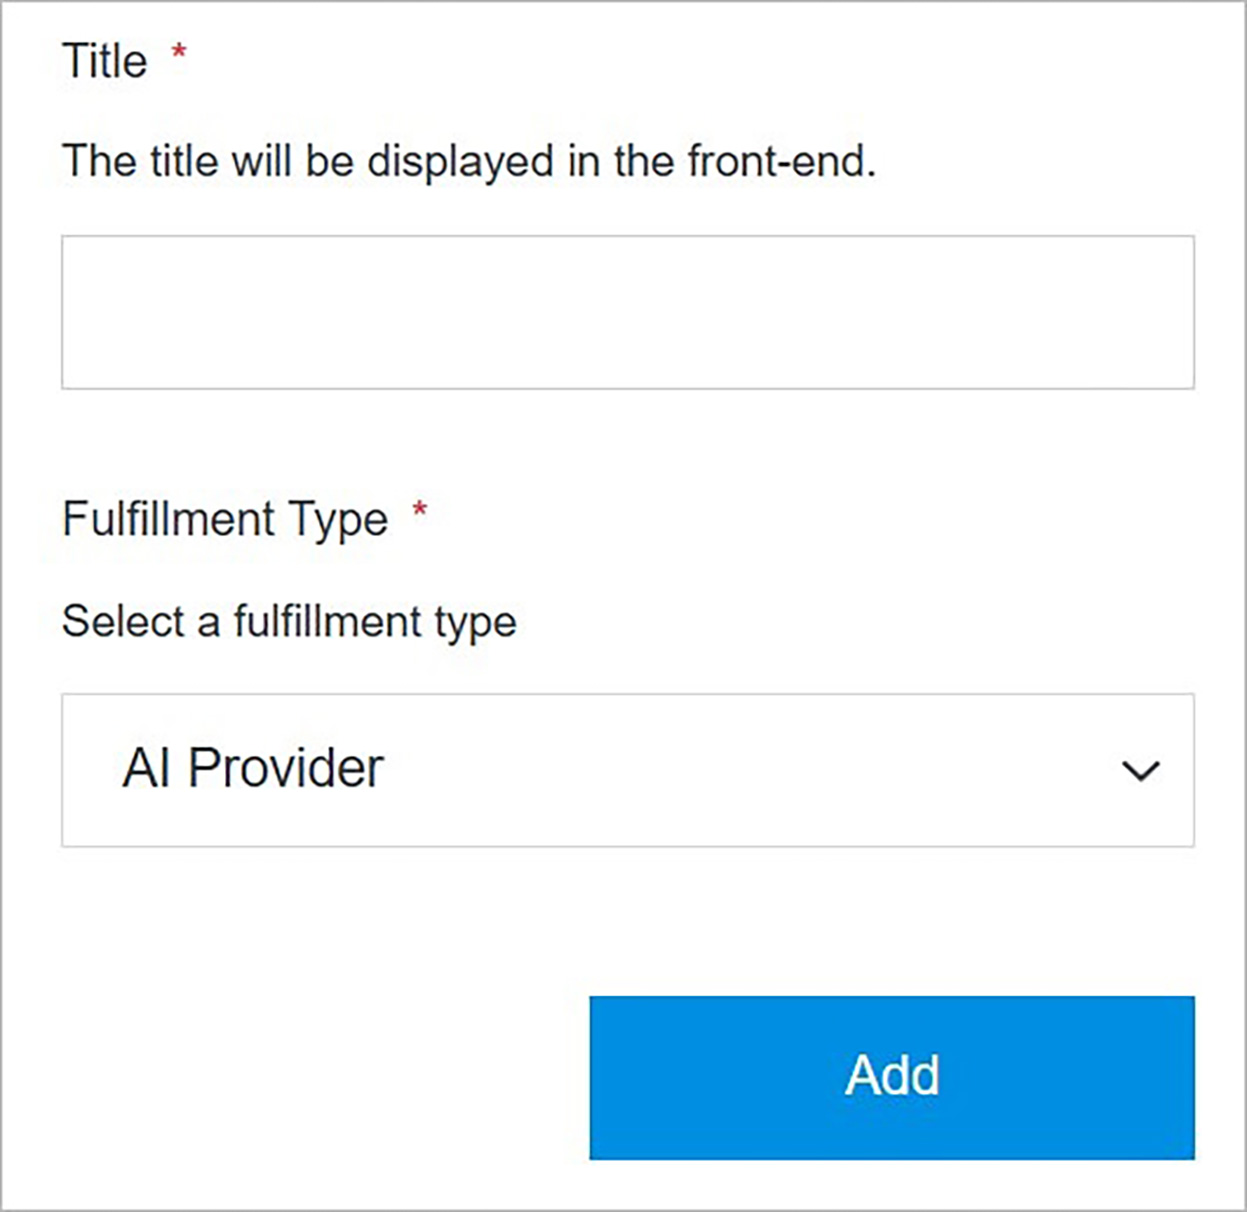 Title *
The title will be displayed in the front-end.
Fulfillment Type *
Select a fulfillment type
AI Provider
Add